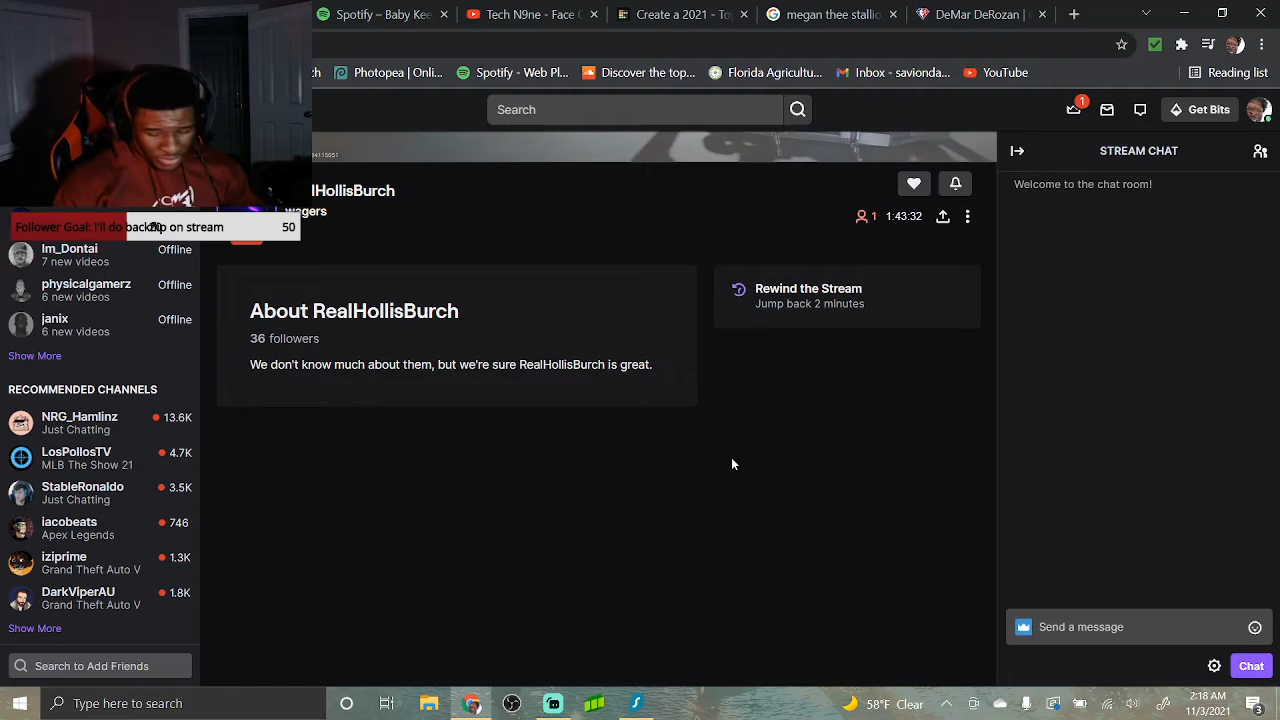 Spotify – Baby Kee
Tech N9ne - Face C
Create a 2021 - To
megan thee stallio
DeMar DeRozan | 
ch
Photopea | Onli...
Spotify - Web Pl...
Discover the top...
Florida Agricultu...
Inbox - savionda...
YouTube
Reading list
Search
1
Get Bits
34115051
lHollisBurch
wagers
1
1:43:32
STREAM CHAT
Welcome to the chat room!
Follower Goal: I'll do backflip on stream
50
Im_Dontai
Offline
7 new videos
physicalgamerz
Offline
6 new videos
janix
Offline
6 new videos
Show More
RECOMMENDED CHANNELS
NRG_Hamlinz
13.6K
Just Chatting
LosPollosTV
4.7K
MLB The Show 21
StableRonaldo
3.5K
Just Chatting
iacobeats
746
Apex Legends
iziprime
1.3K
Grand Theft Auto V
DarkViperAU
1.8K
Grand Theft Auto V
Show More
Search to Add Friends
About RealHollisBurch
36 followers
We don't know much about them, but we're sure RealHollisBurch is great.
Rewind the Stream
Jump back 2 minutes
Send a message
Chat
Type here to search
58°F Clear
2:18 AM
11/3/2021
3